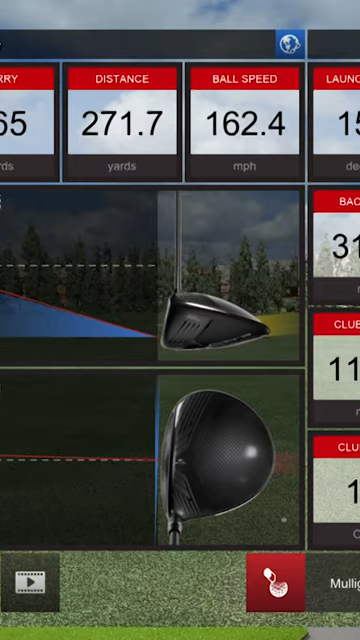 RRY
DISTANCE
BALL SPEED
LAUNC
65
271.7
162.4
15
rds
yards
mph
de
BAC
31
CLUB
11
CLU
1
Mullig